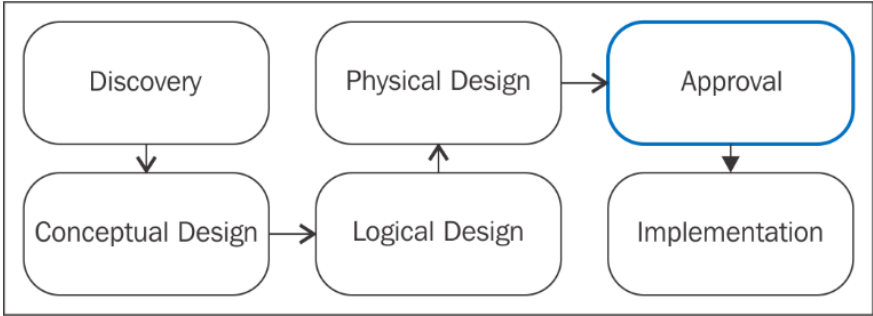 Discovery
Physical Design
Approval
Conceptual Design
Logical Design
Implementation